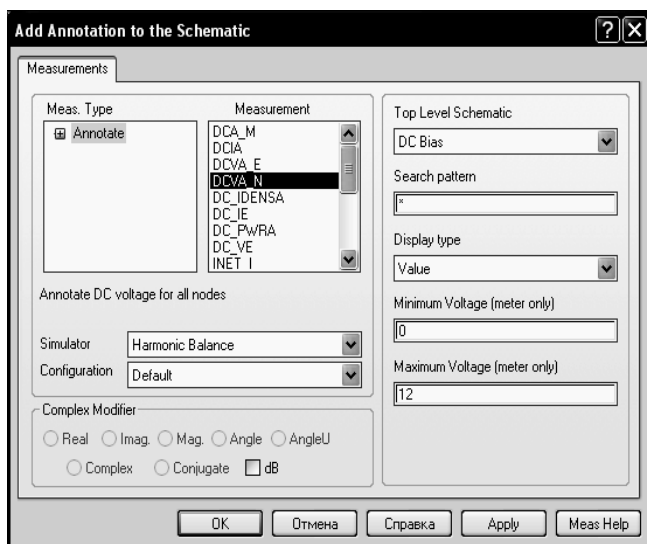 Add Annotation to the Schematic
Measurements
Meas. Type
Annotate
Measurement
DCA_M
DCIA
DCVA_E
DCVA_N
DC_IDENSA
DC_IE
DC_PWRA
DC_VE
INET_I
Annotate DC voltage for all nodes
Simulator
Harmonic Balance
Configuration
Default
Complex Modifier
Real Imag. Mag. Angle AngleU
Complex Conjugate dB
Top Level Schematic
DC Bias
Search pattern
*
Display type
Value
Minimum Voltage (meter only)
0
Maximum Voltage (meter only)
12
OK Отмена Справка Apply Meas Help